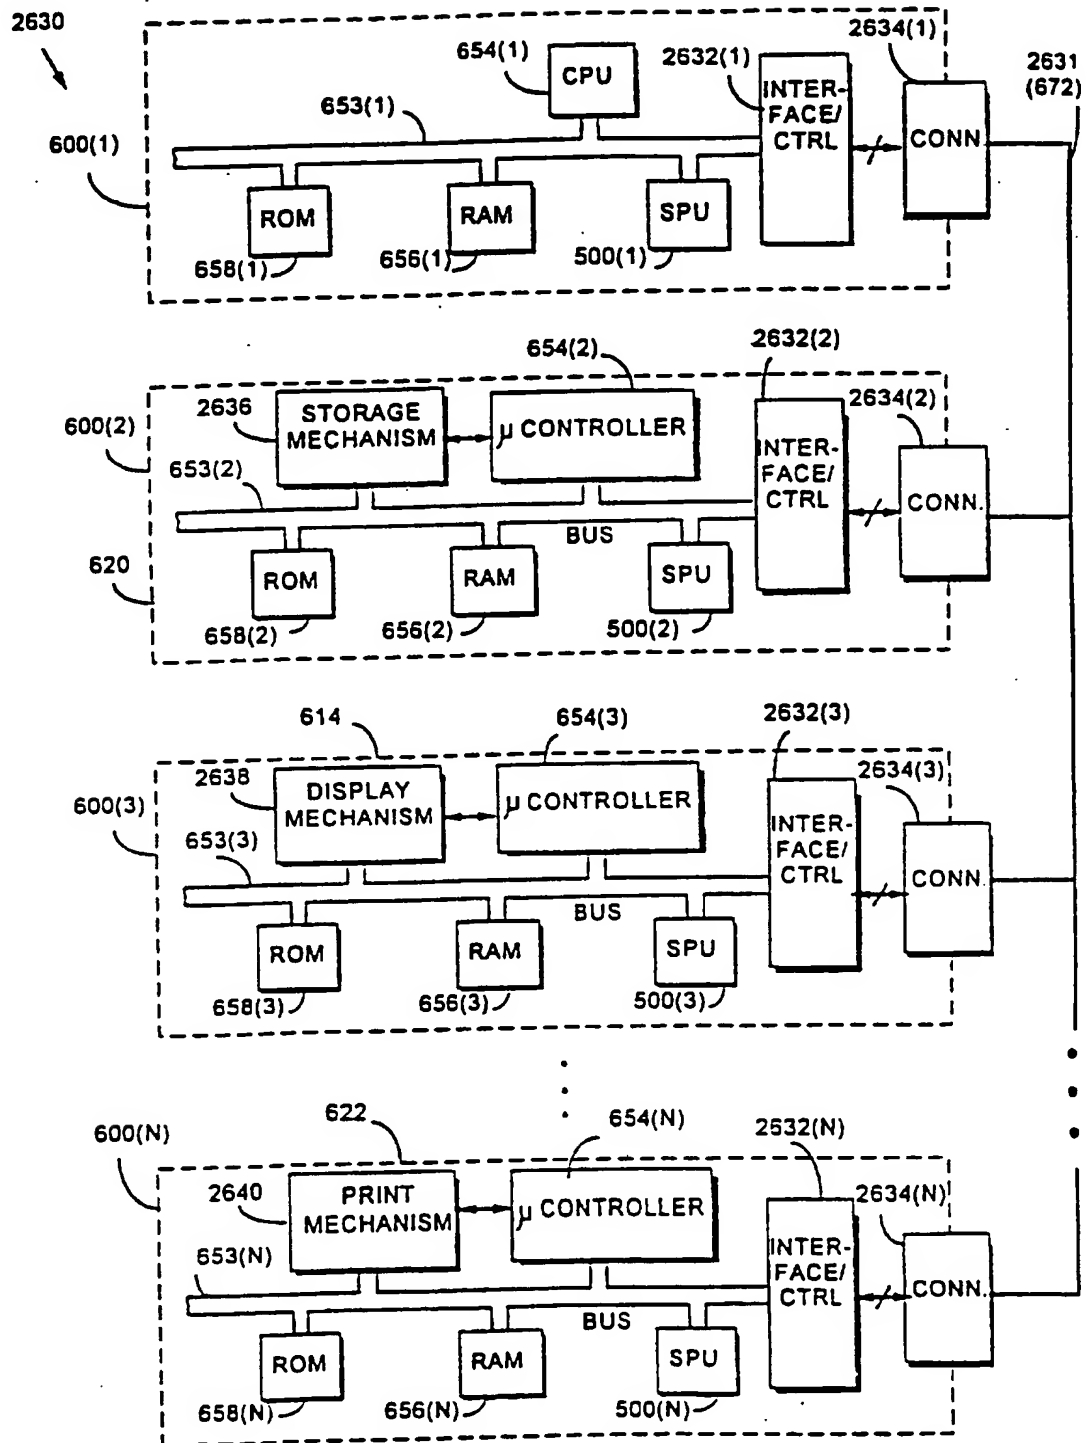 2630
654(1)
2632(1)
2634(1)
2631
(672)
CPU
INTER-
FACE/
CTRL
CONN.
653(1)
600(1)
ROM
RAM
SPU
658(1)
656(1)
500(1)
654(2)
2632(2)
2634(2)
600(2)
2636
STORAGE
MECHANISM
μ CONTROLLER
INTER-
FACE/
CTRL
CONN.
653(2)
BUS
620
ROM
RAM
SPU
658(2)
656(2)
500(2)
614
654(3)
2632(3)
2634(3)
600(3)
2638
DISPLAY
MECHANISM
μ CONTROLLER
INTER-
FACE/
CTRL
CONN.
653(3)
BUS
ROM
RAM
SPU
658(3)
656(3)
500(3)
600(N)
622
654(N)
2632(N)
2634(N)
2640
PRINT
MECHANISM
μ CONTROLLER
INTER-
FACE/
CTRL
CONN.
653(N)
BUS
ROM
RAM
SPU
658(N)
656(N)
500(N)